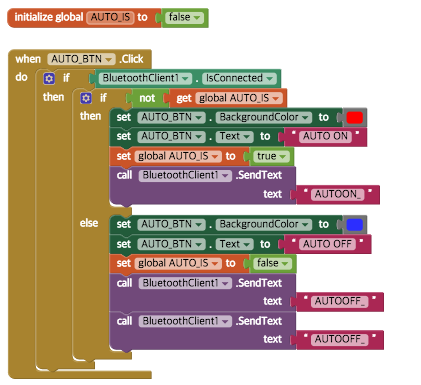 initialize global AUTO_IS to false
when AUTO_BTN .Click
do if BluetoothClient1 . IsConnected
then if not get global AUTO_IS
then set AUTO_BTN . BackgroundColor to
set AUTO_BTN . Text to " AUTO ON "
set global AUTO_IS to true
call BluetoothClient1 .SendText
text " AUTOON_ "
else set AUTO_BTN . BackgroundColor to
set AUTO_BTN . Text to " AUTO OFF "
set global AUTO_IS to false
call BluetoothClient1 .SendText
text " AUTOOFF_ "
call BluetoothClient1 .SendText
text " AUTOOFF_ "